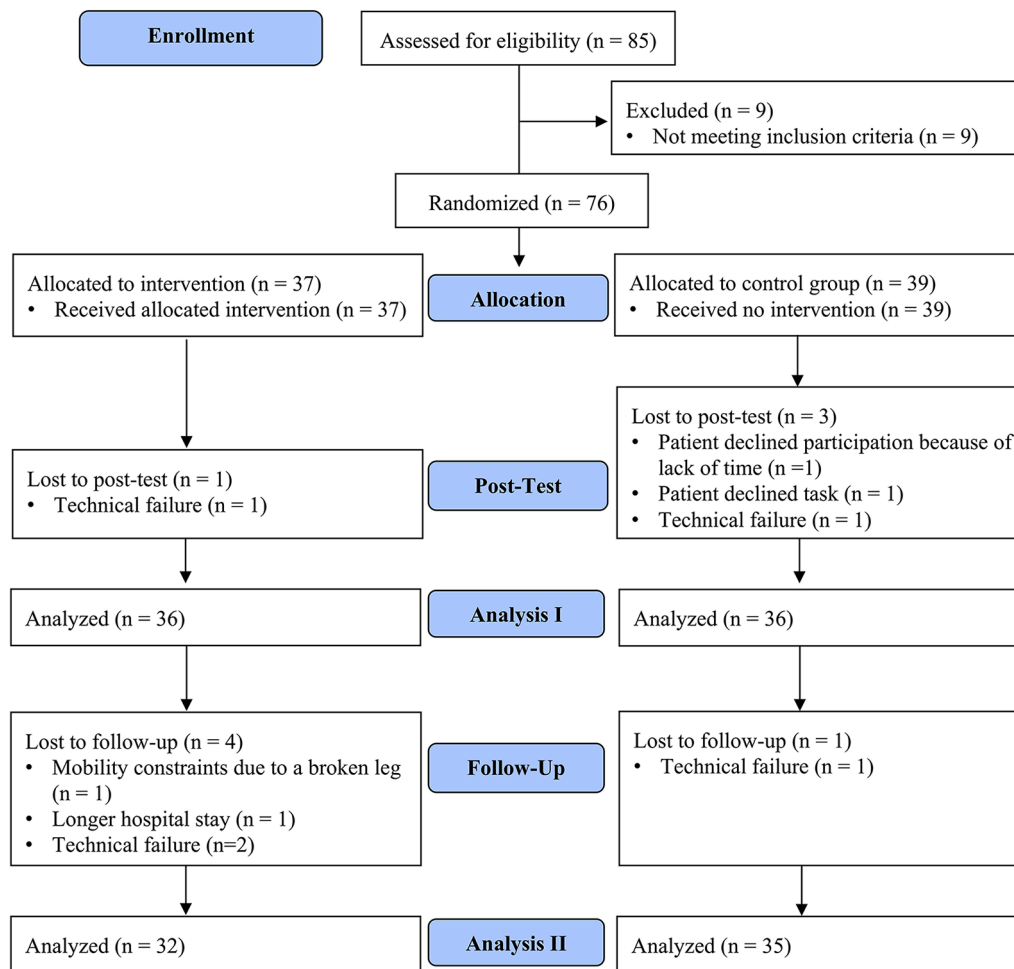 Enrollment
Assessed for eligibility (n = 85)
Excluded (n = 9)
• Not meeting inclusion criteria (n = 9)
Randomized (n = 76)
Allocated to intervention (n = 37)
• Received allocated intervention (n = 37)
Allocation
Allocated to control group (n = 39)
• Received no intervention (n = 39)
Lost to post-test (n = 1)
• Technical failure (n = 1)
Post-Test
Lost to post-test (n = 3)
• Patient declined participation because of
lack of time (n =1)
• Patient declined task (n = 1)
• Technical failure (n = 1)
Analyzed (n = 36)
Analysis I
Analyzed (n = 36)
Lost to follow-up (n = 4)
• Mobility constraints due to a broken leg
(n = 1)
• Longer hospital stay (n = 1)
• Technical failure (n=2)
Follow-Up
Lost to follow-up (n = 1)
• Technical failure (n = 1)
Analyzed (n = 32)
Analysis II
Analyzed (n = 35)